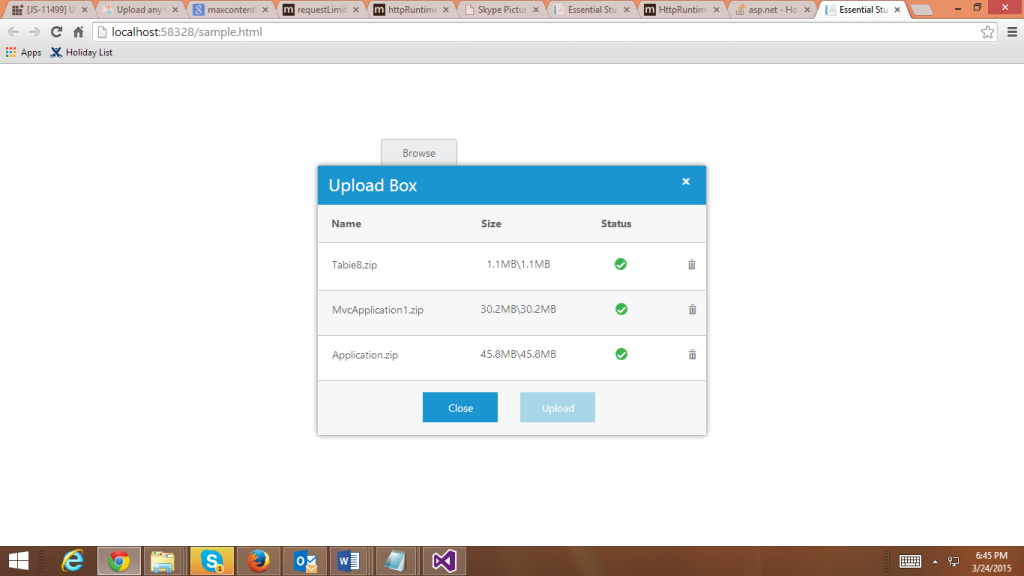 [JS-11499] U
Upload any
maxcontent
requestLimit
httpRuntime
Skype Pictur
Essential Stu
HttpRuntime
asp.net - Ho
Essential Stu
localhost:58328/sample.html
Apps
Holiday List
Browse
Upload Box
Name Size Status
Tabie8.zip 1.1MB\1.1MB
MvcApplication1.zip 30.2MB\30.2MB
Application.zip 45.8MB\45.8MB
Close Upload
6:45 PM
3/24/2015